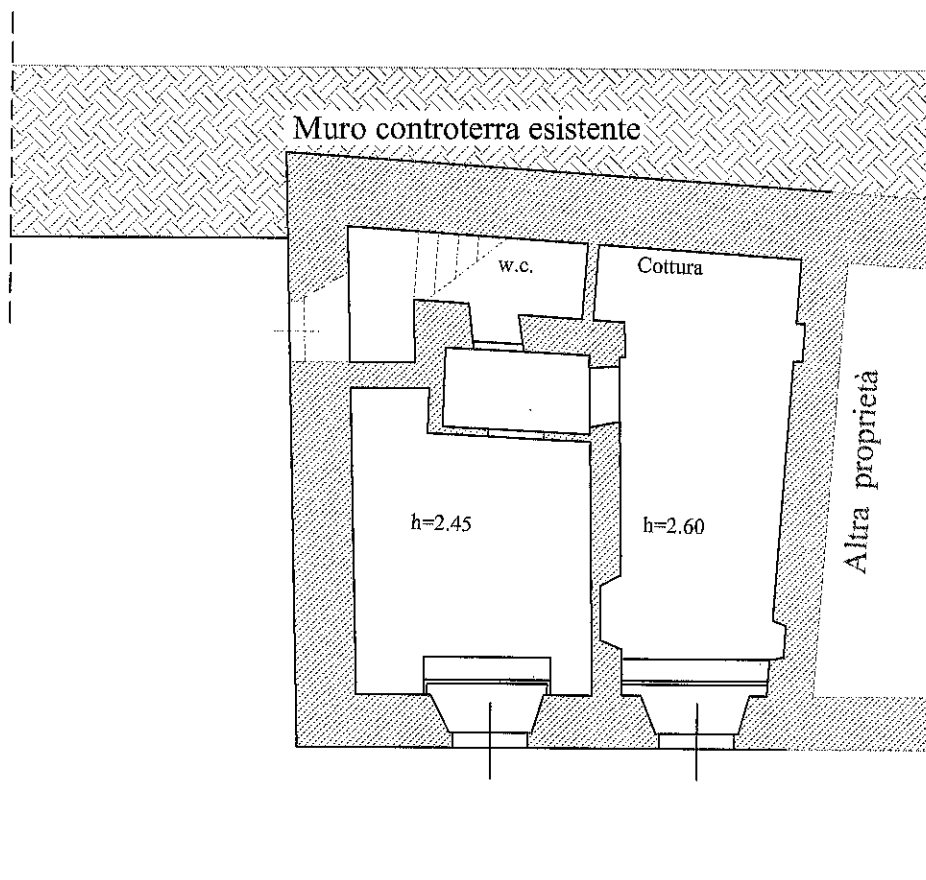 Muro controterra esistente
w.c.
Cottura
Altra proprietà
h=2.45
h=2.60